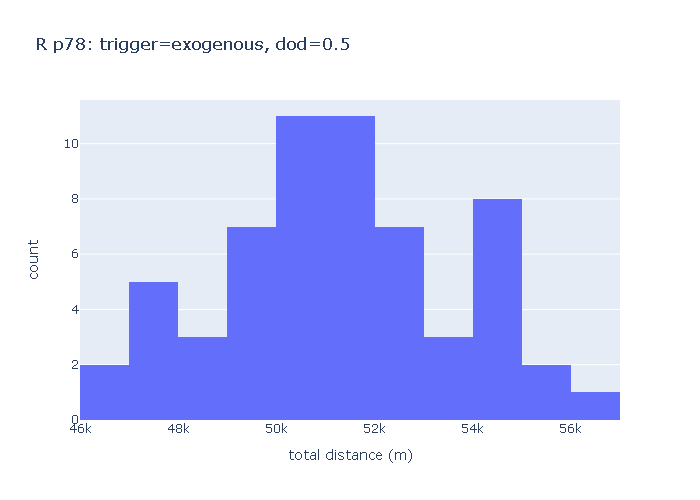 R p78: trigger=exogenous, dod=0.5
10
8
6
4
2
0
count
46k 48k 50k 52k 54k 56k
total distance (m)